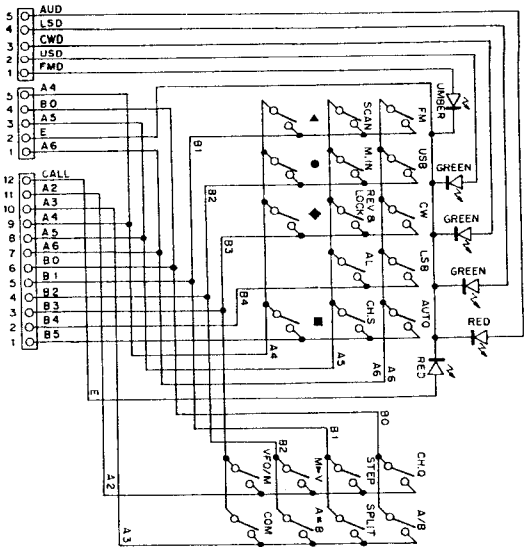 5 AUD
4 LSD
3 CWD
2 USD
1 FMD
5 A4
4 B0
3 A5
2 E
1 A6
12 CALL
11 A2
10 A3
9 A4
8 A5
7 A6
6 B0
5 B1
4 B2
3 B3
2 B4
1 B5
UMBER
GREEN
GREEN
GREEN
RED
RED
SCAN
FM
M.IN
USB
REV &
LOCK
CW
AL
LSB
CH.S
AUTO
B1
B2
B3
B4
A4
A5
A6
A6
E
B0
B1
B2
A2
A3
VFO/M
M▶V
STEP
CH.Q
COM
A=B
SPLIT
A/B